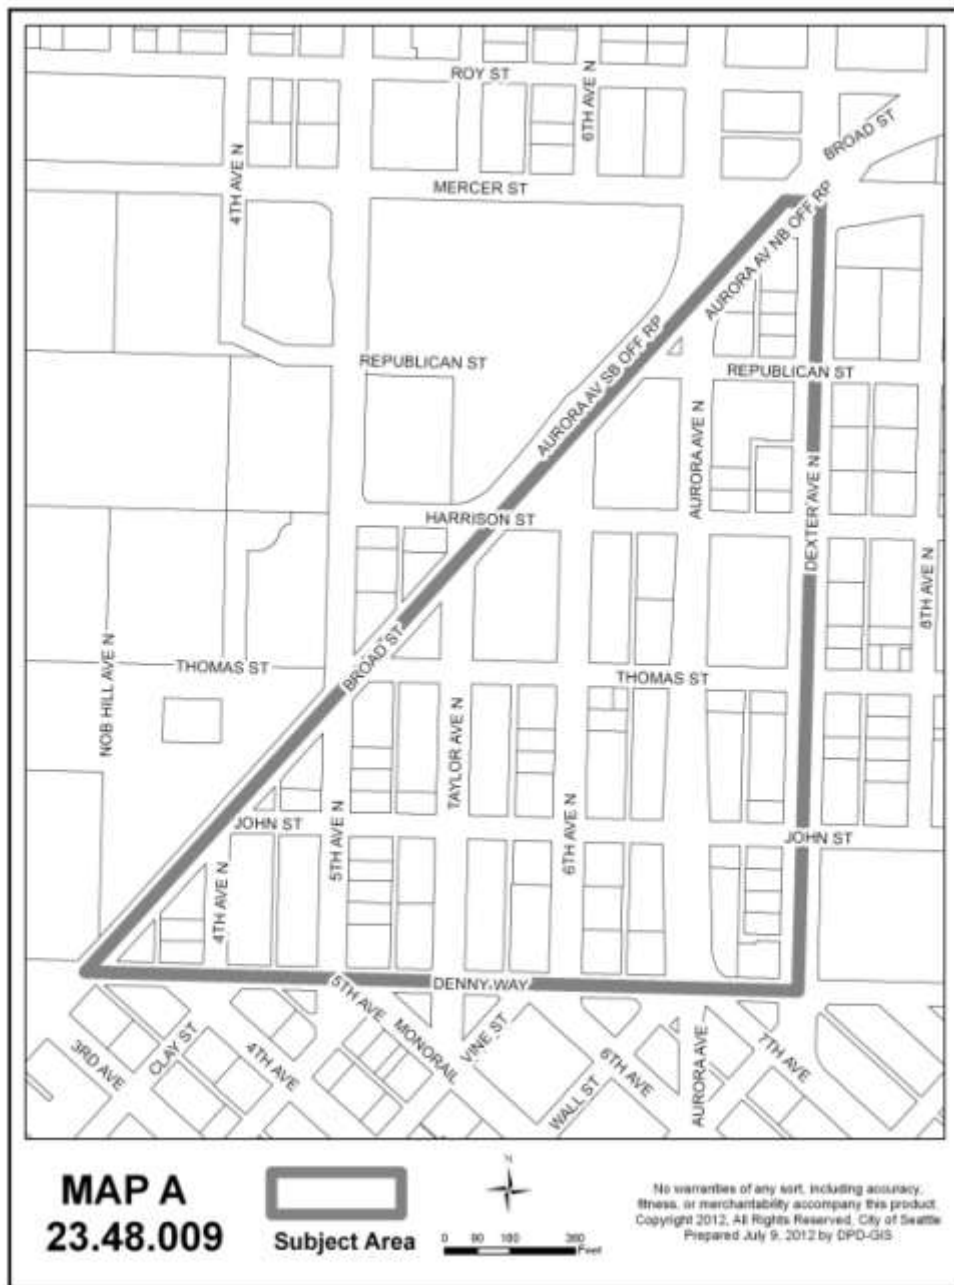 ROY ST
6TH AVE N
BROAD ST
4TH AVE N
MERCER ST
AURORA AV NB OFF RP
AURORA AV SB OFF RP
REPUBLICAN ST
REPUBLICAN ST
AURORA AVE N
HARRISON ST
DEXTER AVE N
8TH AVE N
NOB HILL AVE N
THOMAS ST
BROAD ST
THOMAS ST
TAYLOR AVE N
JOHN ST
5TH AVE N
6TH AVE N
JOHN ST
4TH AVE N
DENNY WAY
5TH AVE
MONORAIL
VINE ST
3RD AVE
CLAY ST
4TH AVE
WALL ST
6TH AVE
AURORA AVE
7TH AVE
MAP A
23.48.009
Subject Area
N
0 90 180 360
Feet
No warranties of any sort, including accuracy,
fitness, or merchantability accompany this product.
Copyright 2012, All Rights Reserved, City of Seattle
Prepared July 9, 2012 by DPD-GIS